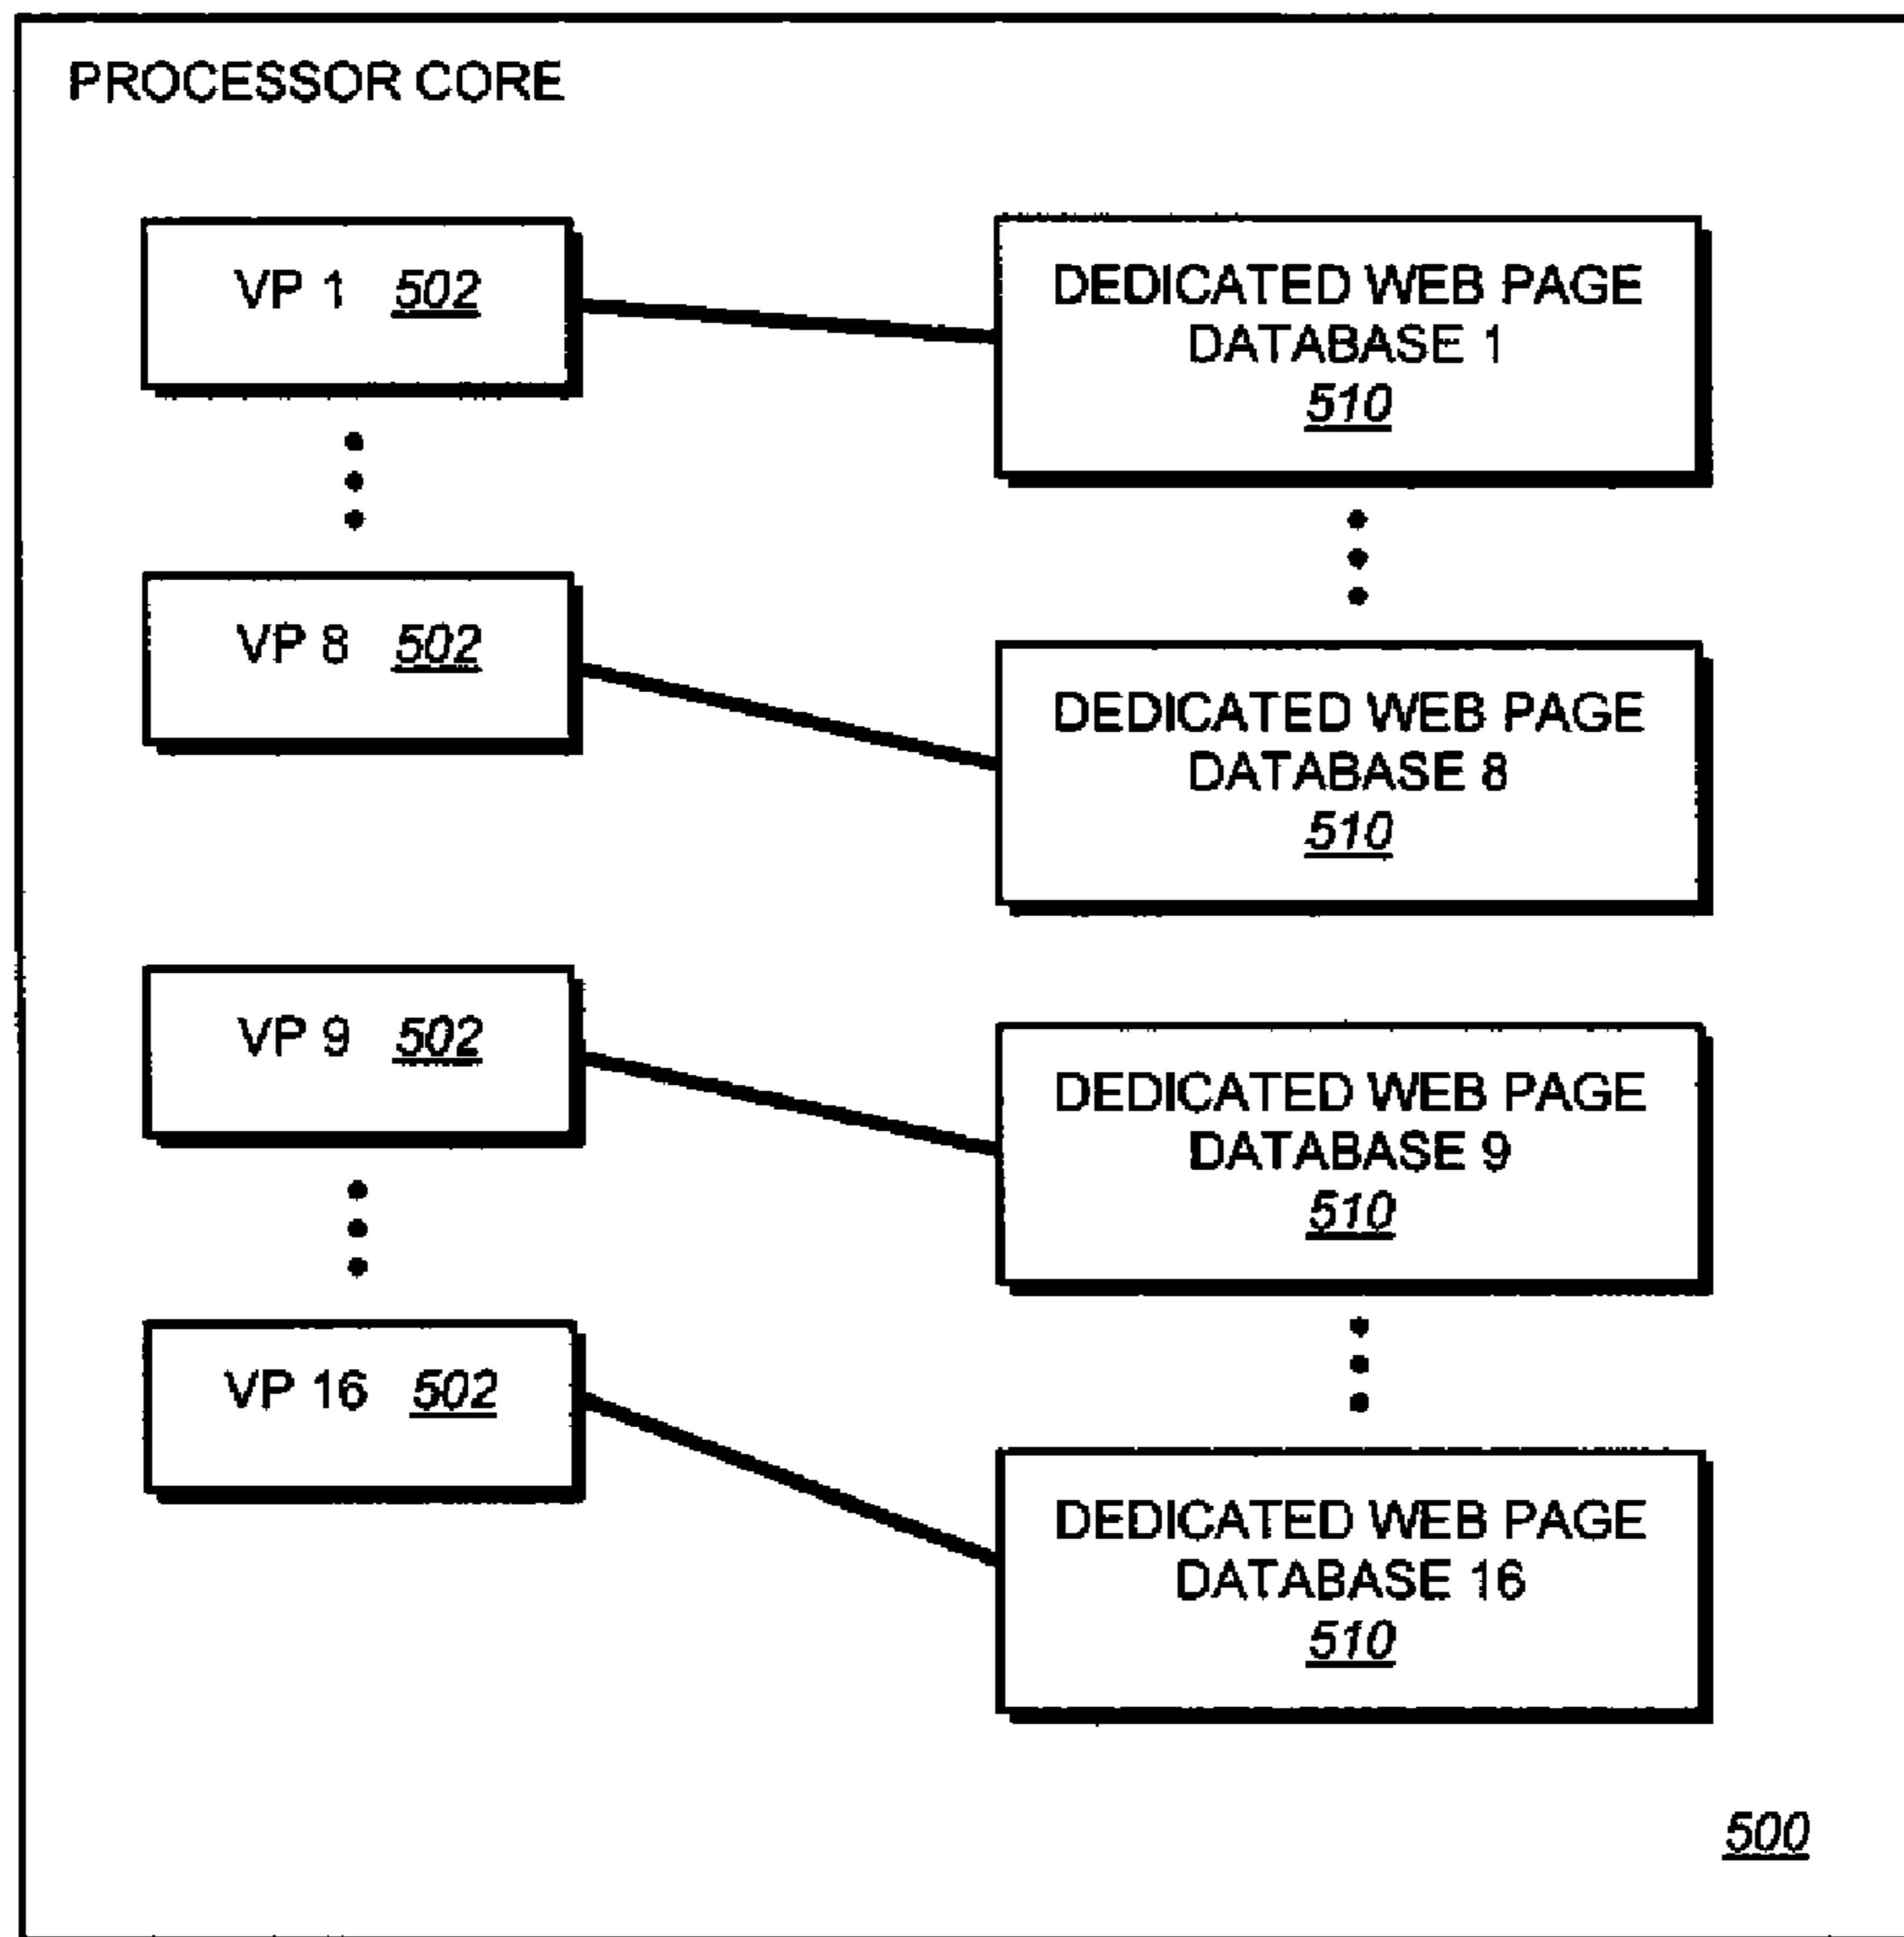 PROCESSOR CORE
VP 1 502
DEDICATED WEB PAGE
DATABASE 1
510
VP 8 502
DEDICATED WEB PAGE
DATABASE 8
510
VP 9 502
DEDICATED WEB PAGE
DATABASE 9
510
VP 16 502
DEDICATED WEB PAGE
DATABASE 16
510
500